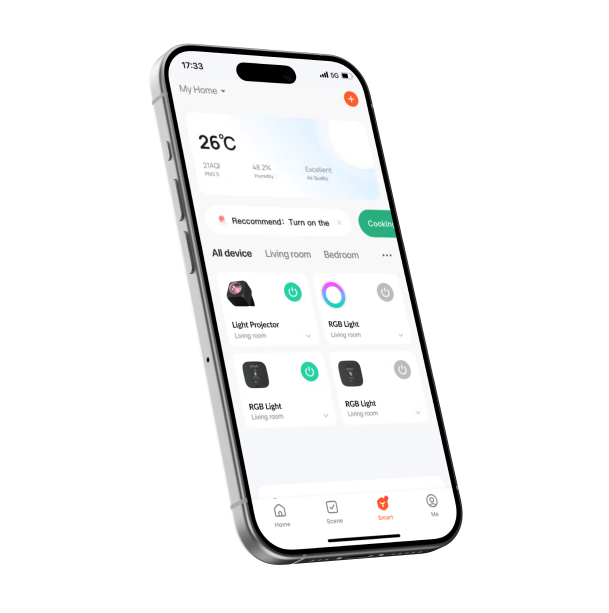 17:33
5G
My Home
26℃
21AQI
PM2.5
48.2%
Humidity
Excellent
Air Quality
Reccommend: Turn on the
Cookin
All device Living room Bedroom
Light Projector
Living room
RGB Light
Living room
RGB Light
Living room
RGB Light
Living room
Home Scene Smart Me